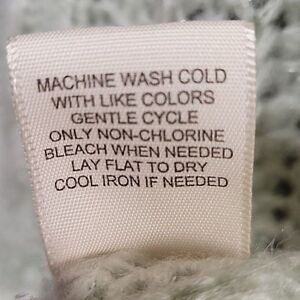 MACHINE WASH COLD
WITH LIKE COLORS
GENTLE CYCLE
ONLY NON-CHLORINE
BLEACH WHEN NEEDED
LAY FLAT TO DRY
COOL IRON IF NEEDED